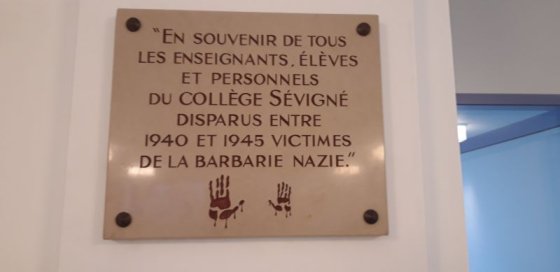 "EN SOUVENIR DE TOUS
LES ENSEIGNANTS, ÉLÈVES
ET PERSONNELS
DU COLLÈGE SÉVIGNÉ
DISPARUS ENTRE
1940 ET 1945 VICTIMES
DE LA BARBARIE NAZIE."